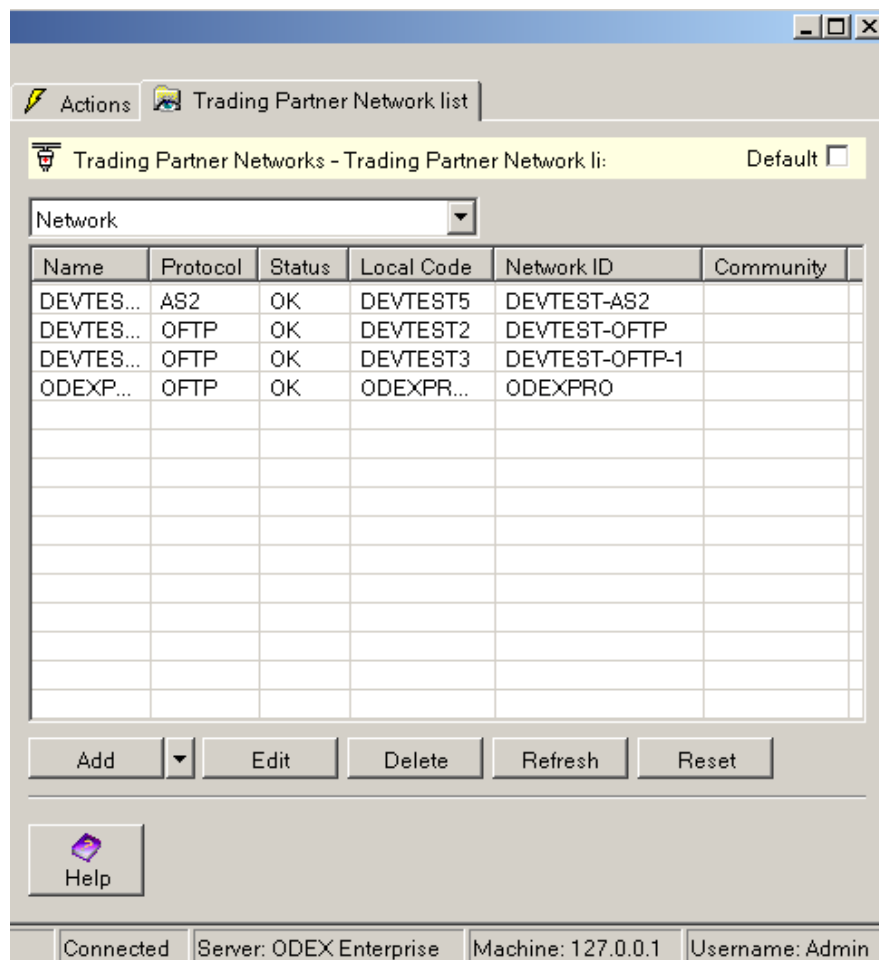 Actions Trading Partner Network list
Trading Partner Networks - Trading Partner Network li: Default
Network
Name Protocol Status Local Code Network ID Community
DEVTES... AS2 OK DEVTEST5 DEVTEST-AS2
DEVTES... OFTP OK DEVTEST2 DEVTEST-OFTP
DEVTES... OFTP OK DEVTEST3 DEVTEST-OFTP-1
ODEXP... OFTP OK ODEXPR... ODEXPRO
Add Edit Delete Refresh Reset
Help
Connected Server: ODEX Enterprise Machine: 127.0.0.1 Username: Admin